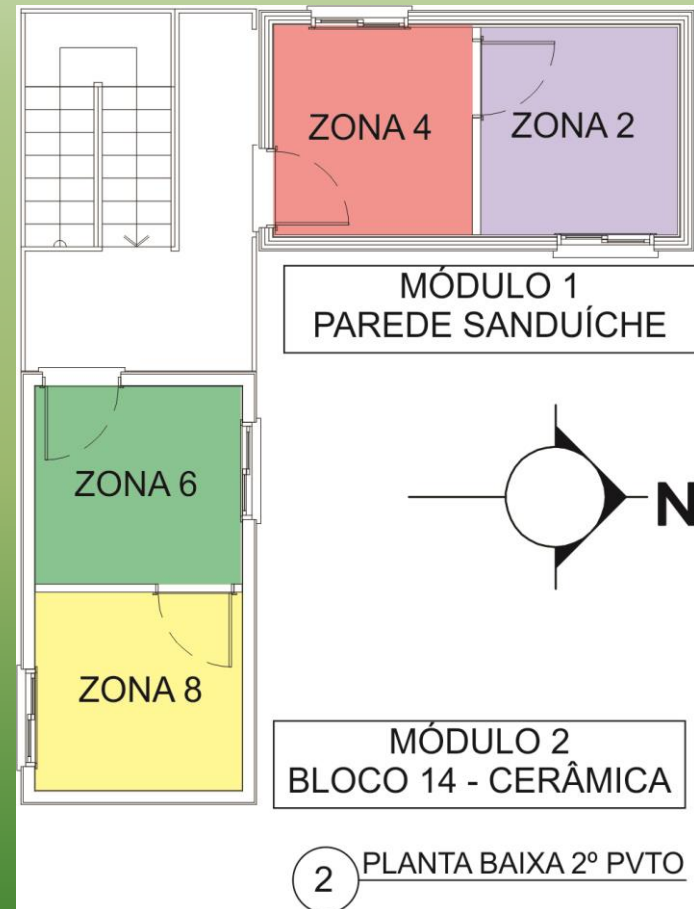 ZONA 4
ZONA 2
MÓDULO 1
PAREDE SANDUÍCHE
ZONA 6
N
ZONA 8
MÓDULO 2
BLOCO 14 - CERÂMICA
2 PLANTA BAIXA 2º PVTO